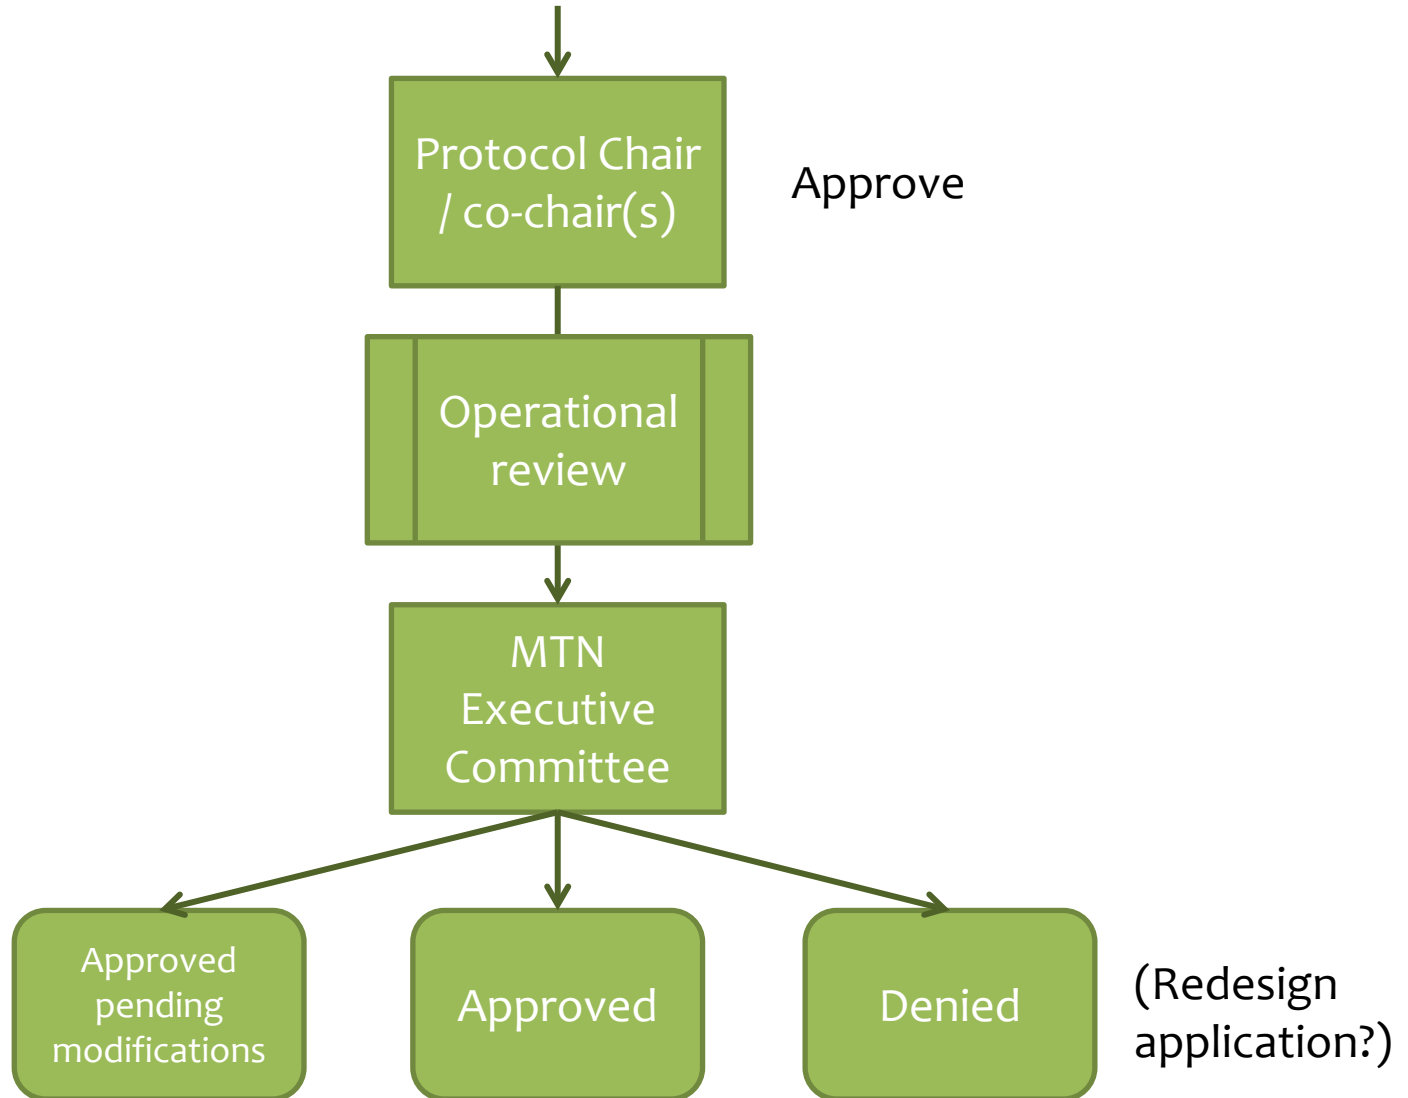 Protocol Chair
/ co-chair(s)
Approve
Operational
review
MTN
Executive
Committee
Approved
pending
modifications
Approved
Denied
(Redesign
application?)